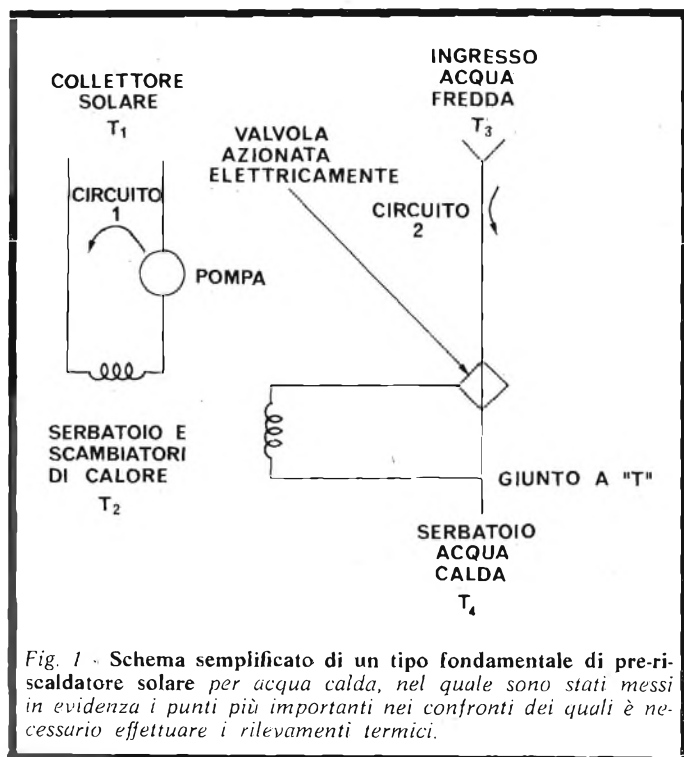 COLLETTORE
SOLARE
T1
CIRCUITO
1
POMPA
SERBATOIO E
SCAMBIATORI
DI CALORE
T2
VALVOLA
AZIONATA
ELETTRICAMENTE
INGRESSO
ACQUA
FREDDA
T3
CIRCUITO
2
GIUNTO A "T"
SERBATOIO
ACQUA
CALDA
T4
Fig. 1 - Schema semplificato di un tipo fondamentale di pre-ri-
scaldatore solare per acqua calda, nel quale sono stati messi
in evidenza i punti più importanti nei confronti dei quali è ne-
cessario effettuare i rilevamenti termici.